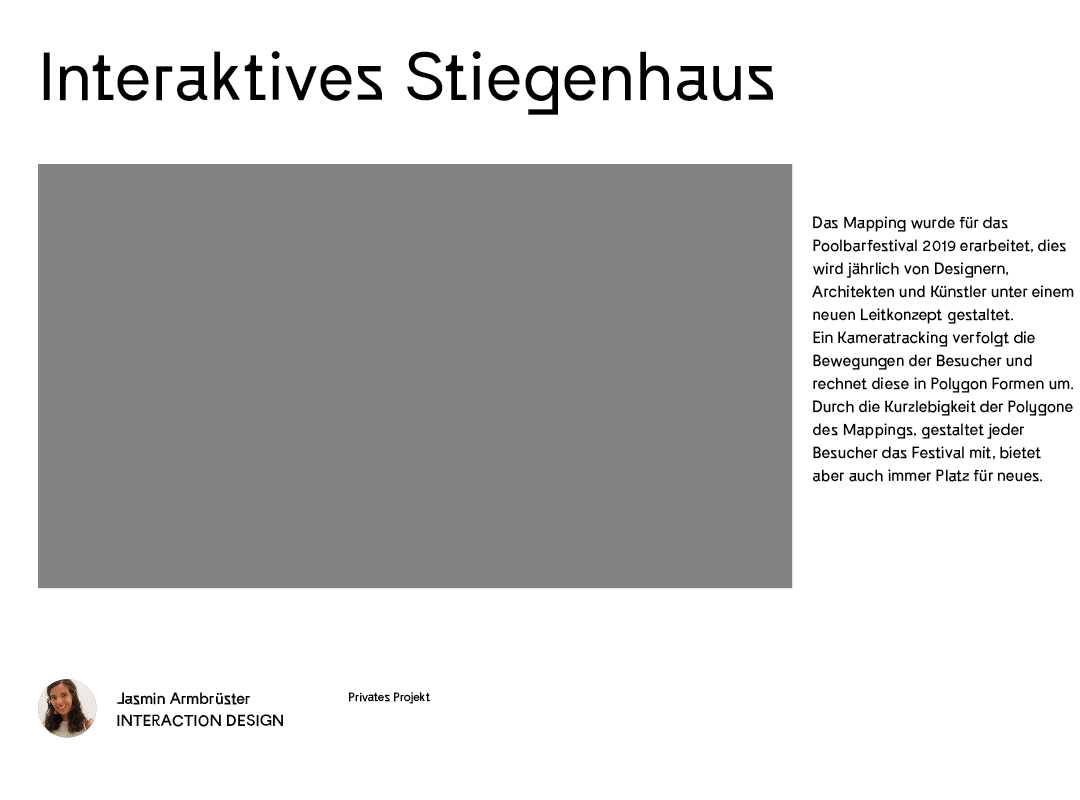 Interaktives Stiegenhaus
Das Mapping wurde für das
Poolbarfestival 2019 erarbeitet, dies
wird jährlich von Designern,
Architekten und Künstler unter einem
neuen Leitkonzept gestaltet.
Ein Kameratracking verfolgt die
Bewegungen der Besucher und
rechnet diese in Polygon Formen um.
Durch die Kurzlebigkeit der Polygone
des Mappings, gestaltet jeder
Besucher das Festival mit, bietet
aber auch immer Platz für neues.
Jasmin Armbrüster
INTERACTION DESIGN
Privates Projekt